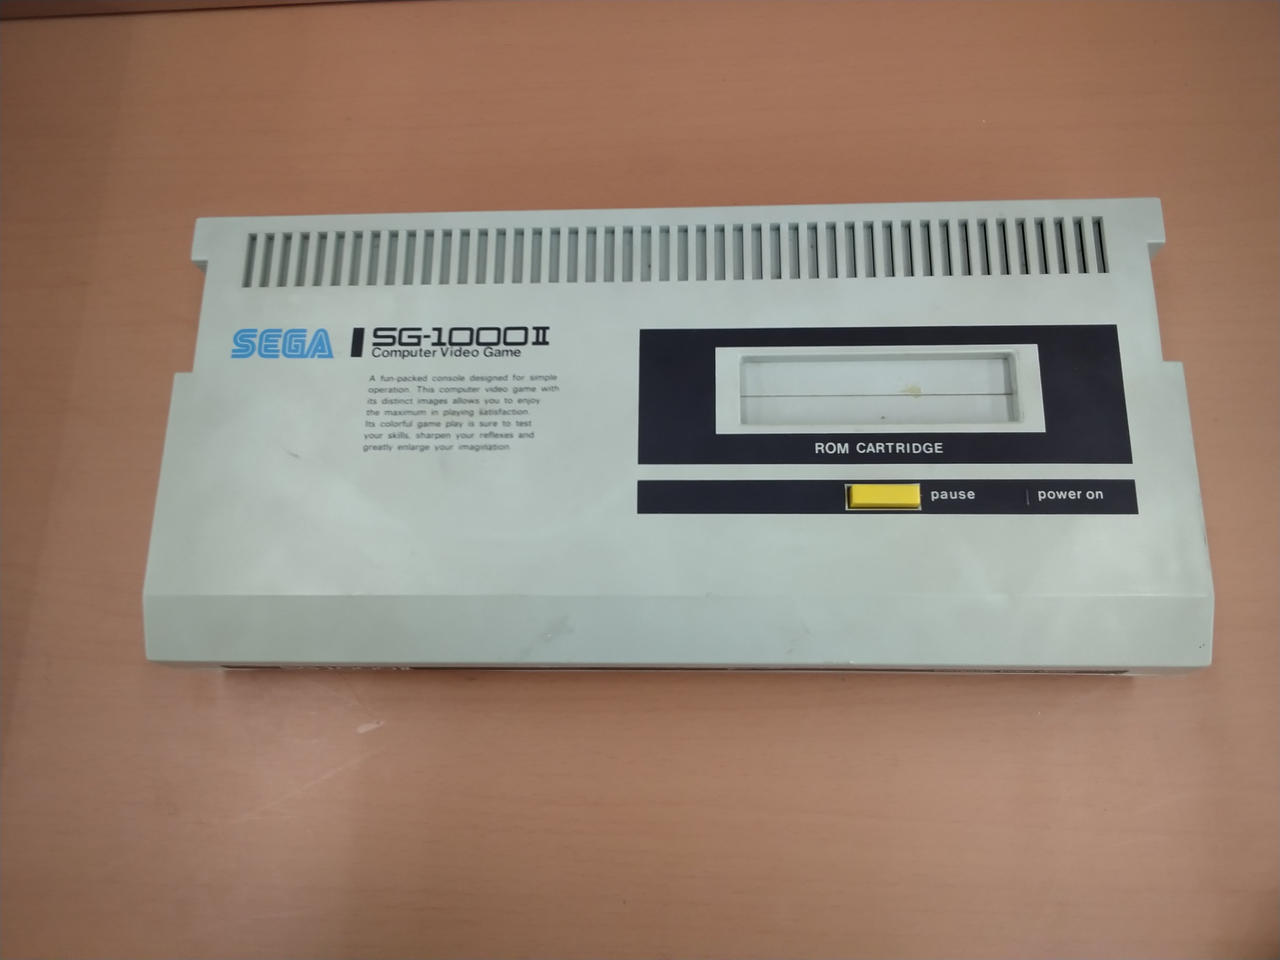 SEGA
SG-1000II
Computer Video Game
A fun-packed console designed for simple
operation. This computer video game with
its distinct images allows you to enjoy
the maximum in playing satisfaction.
Its colorful game play is sure to test
your skills, sharpen your reflexes and
greatly enlarge your imagination
ROM CARTRIDGE
pause
power on